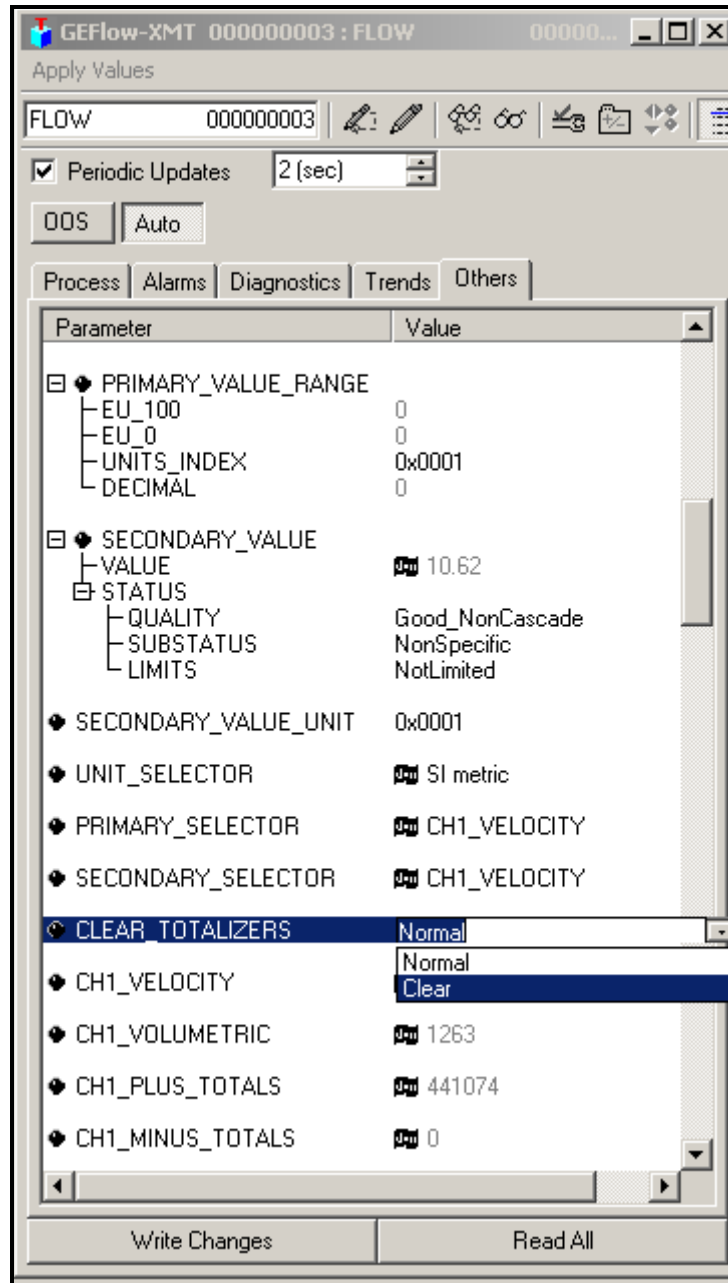 GEFlow-XMT 000000003 : FLOW 00000...
Apply Values
FLOW 000000003
Periodic Updates 2 (sec)
OOS Auto
Process Alarms Diagnostics Trends Others
Parameter Value
PRIMARY_VALUE_RANGE
EU_100 0
EU_0 0
UNITS_INDEX 0x0001
DECIMAL 0
SECONDARY_VALUE
VALUE 10.62
STATUS
QUALITY Good_NonCascade
SUBSTATUS NonSpecific
LIMITS NotLimited
SECONDARY_VALUE_UNIT 0x0001
UNIT_SELECTOR SI metric
PRIMARY_SELECTOR CH1_VELOCITY
SECONDARY_SELECTOR CH1_VELOCITY
CLEAR_TOTALIZERS Normal
Normal
CH1_VELOCITY Clear
CH1_VOLUMETRIC 1263
CH1_PLUS_TOTALS 441074
CH1_MINUS_TOTALS 0
Write Changes Read All